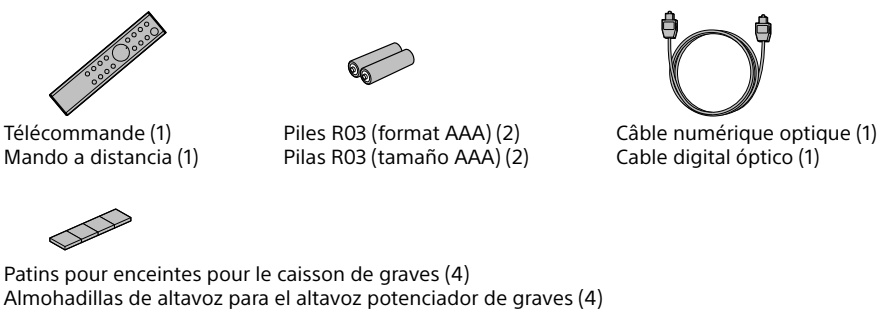 Télécommande (1)
Mando a distancia (1)
Piles R03 (format AAA) (2)
Pilas R03 (tamaño AAA) (2)
Câble numérique optique (1)
Cable digital óptico (1)
Patins pour enceintes pour le caisson de graves (4)
Almohadillas de altavoz para el altavoz potenciador de graves (4)